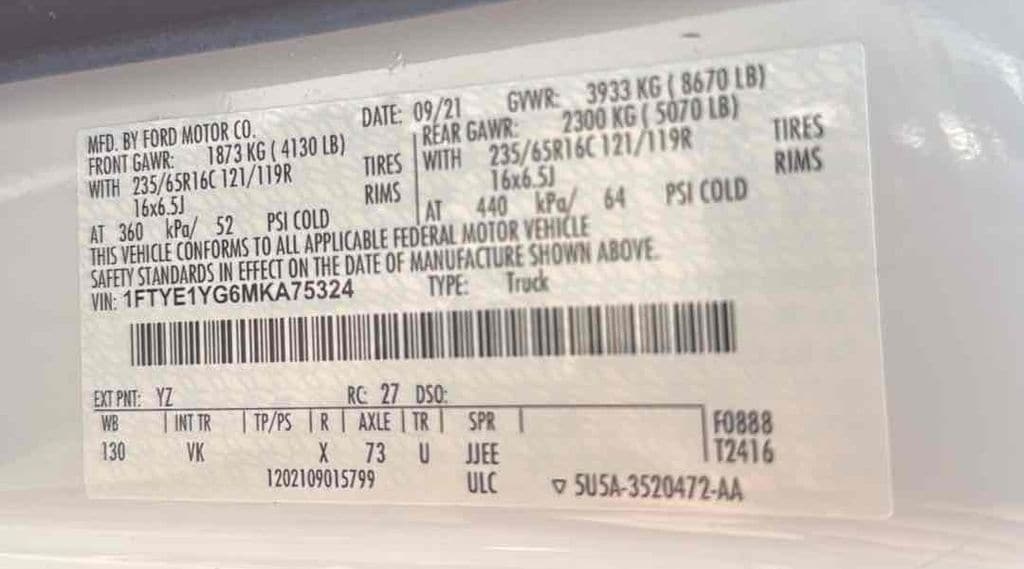 MFD. BY FORD MOTOR CO. DATE: 09/21 GVWR: 3933 KG ( 8670 LB)
FRONT GAWR: 1873 KG ( 4130 LB) REAR GAWR: 2300 KG ( 5070 LB)
WITH 235/65R16C 121/119R TIRES WITH 235/65R16C 121/119R TIRES
16x6.5J RIMS 16x6.5J RIMS
AT 360 kPa/ 52 PSI COLD AT 440 kPa/ 64 PSI COLD
THIS VEHICLE CONFORMS TO ALL APPLICABLE FEDERAL MOTOR VEHICLE
SAFETY STANDARDS IN EFFECT ON THE DATE OF MANUFACTURE SHOWN ABOVE.
VIN: 1FTYE1YG6MKA75324 TYPE: Truck
EXT PNT: YZ RC: 27 DSO:
WB INT TR TP/PS R AXLE TR SPR F0888
130 VK X 73 U JJEE T2416
1202109015799 ULC ▽ 5U5A-3520472-AA